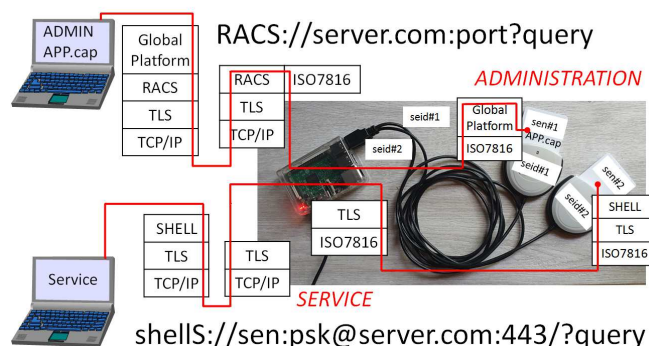 ADMIN
APP.cap
Global
Platform
RACS
TLS
TCP/IP
RACS://server.com:port?query
RACS ISO7816
TLS
TCP/IP
ADMINISTRATION
seid#1
seid#2
Global
Platform
ISO7816
sen#1
APP.cap
seid#1
sen#2
seid#2
TLS
ISO7816
SHELL
TLS
ISO7816
SHELL
TLS
TCP/IP
TLS
TCP/IP
SERVICE
Service
shellS://sen:psk@server.com:443/?query